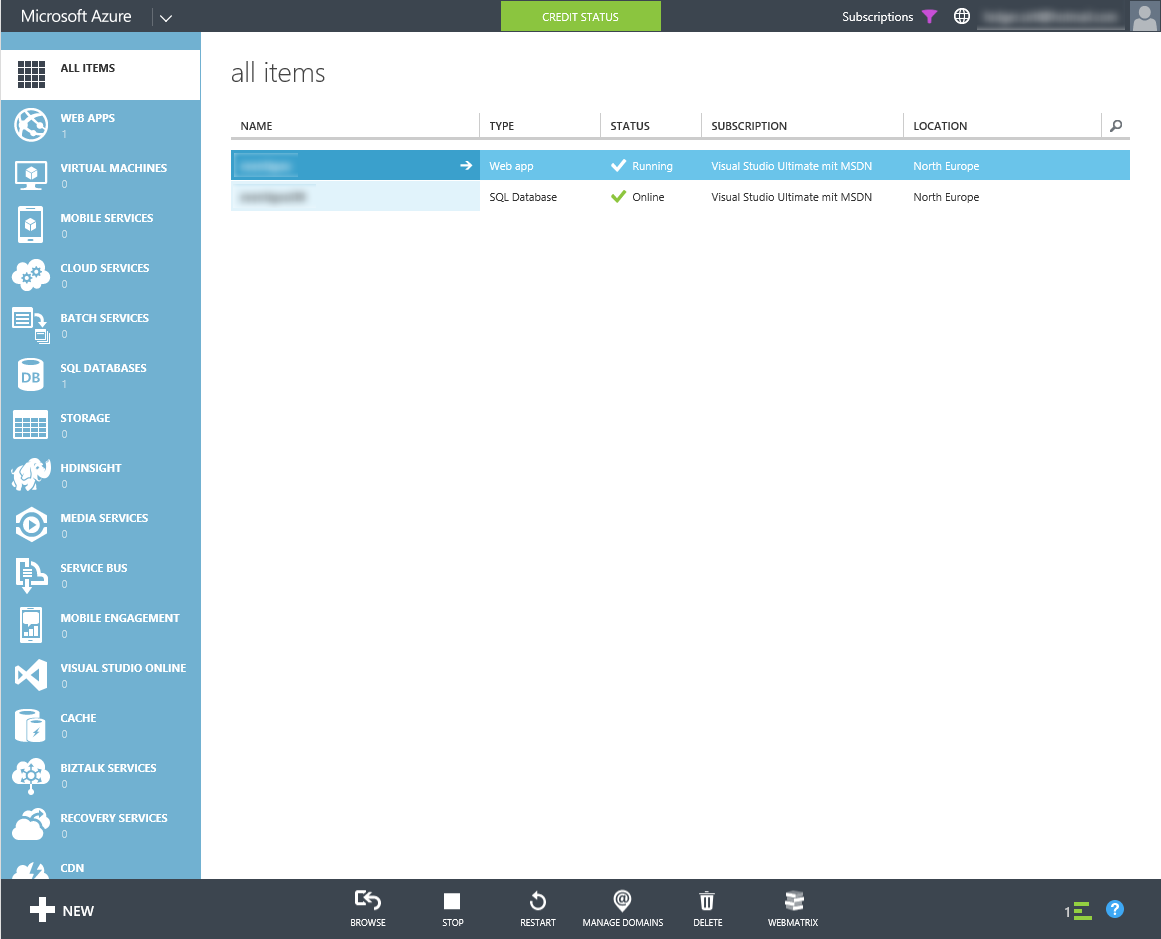 Microsoft Azure
CREDIT STATUS
Subscriptions
ALL ITEMS
WEB APPS
1
VIRTUAL MACHINES
0
MOBILE SERVICES
0
CLOUD SERVICES
0
BATCH SERVICES
0
DB
SQL DATABASES
1
STORAGE
0
HDINSIGHT
0
MEDIA SERVICES
0
SERVICE BUS
0
MOBILE ENGAGEMENT
0
VISUAL STUDIO ONLINE
0
CACHE
0
BIZTALK SERVICES
0
RECOVERY SERVICES
0
CDN
all items
NAME TYPE STATUS SUBSCRIPTION LOCATION
Web app Running Visual Studio Ultimate mit MSDN North Europe
SQL Database Online Visual Studio Ultimate mit MSDN North Europe
NEW
BROWSE
STOP
RESTART
@
MANAGE DOMAINS
DELETE
WEBMATRIX
1
?